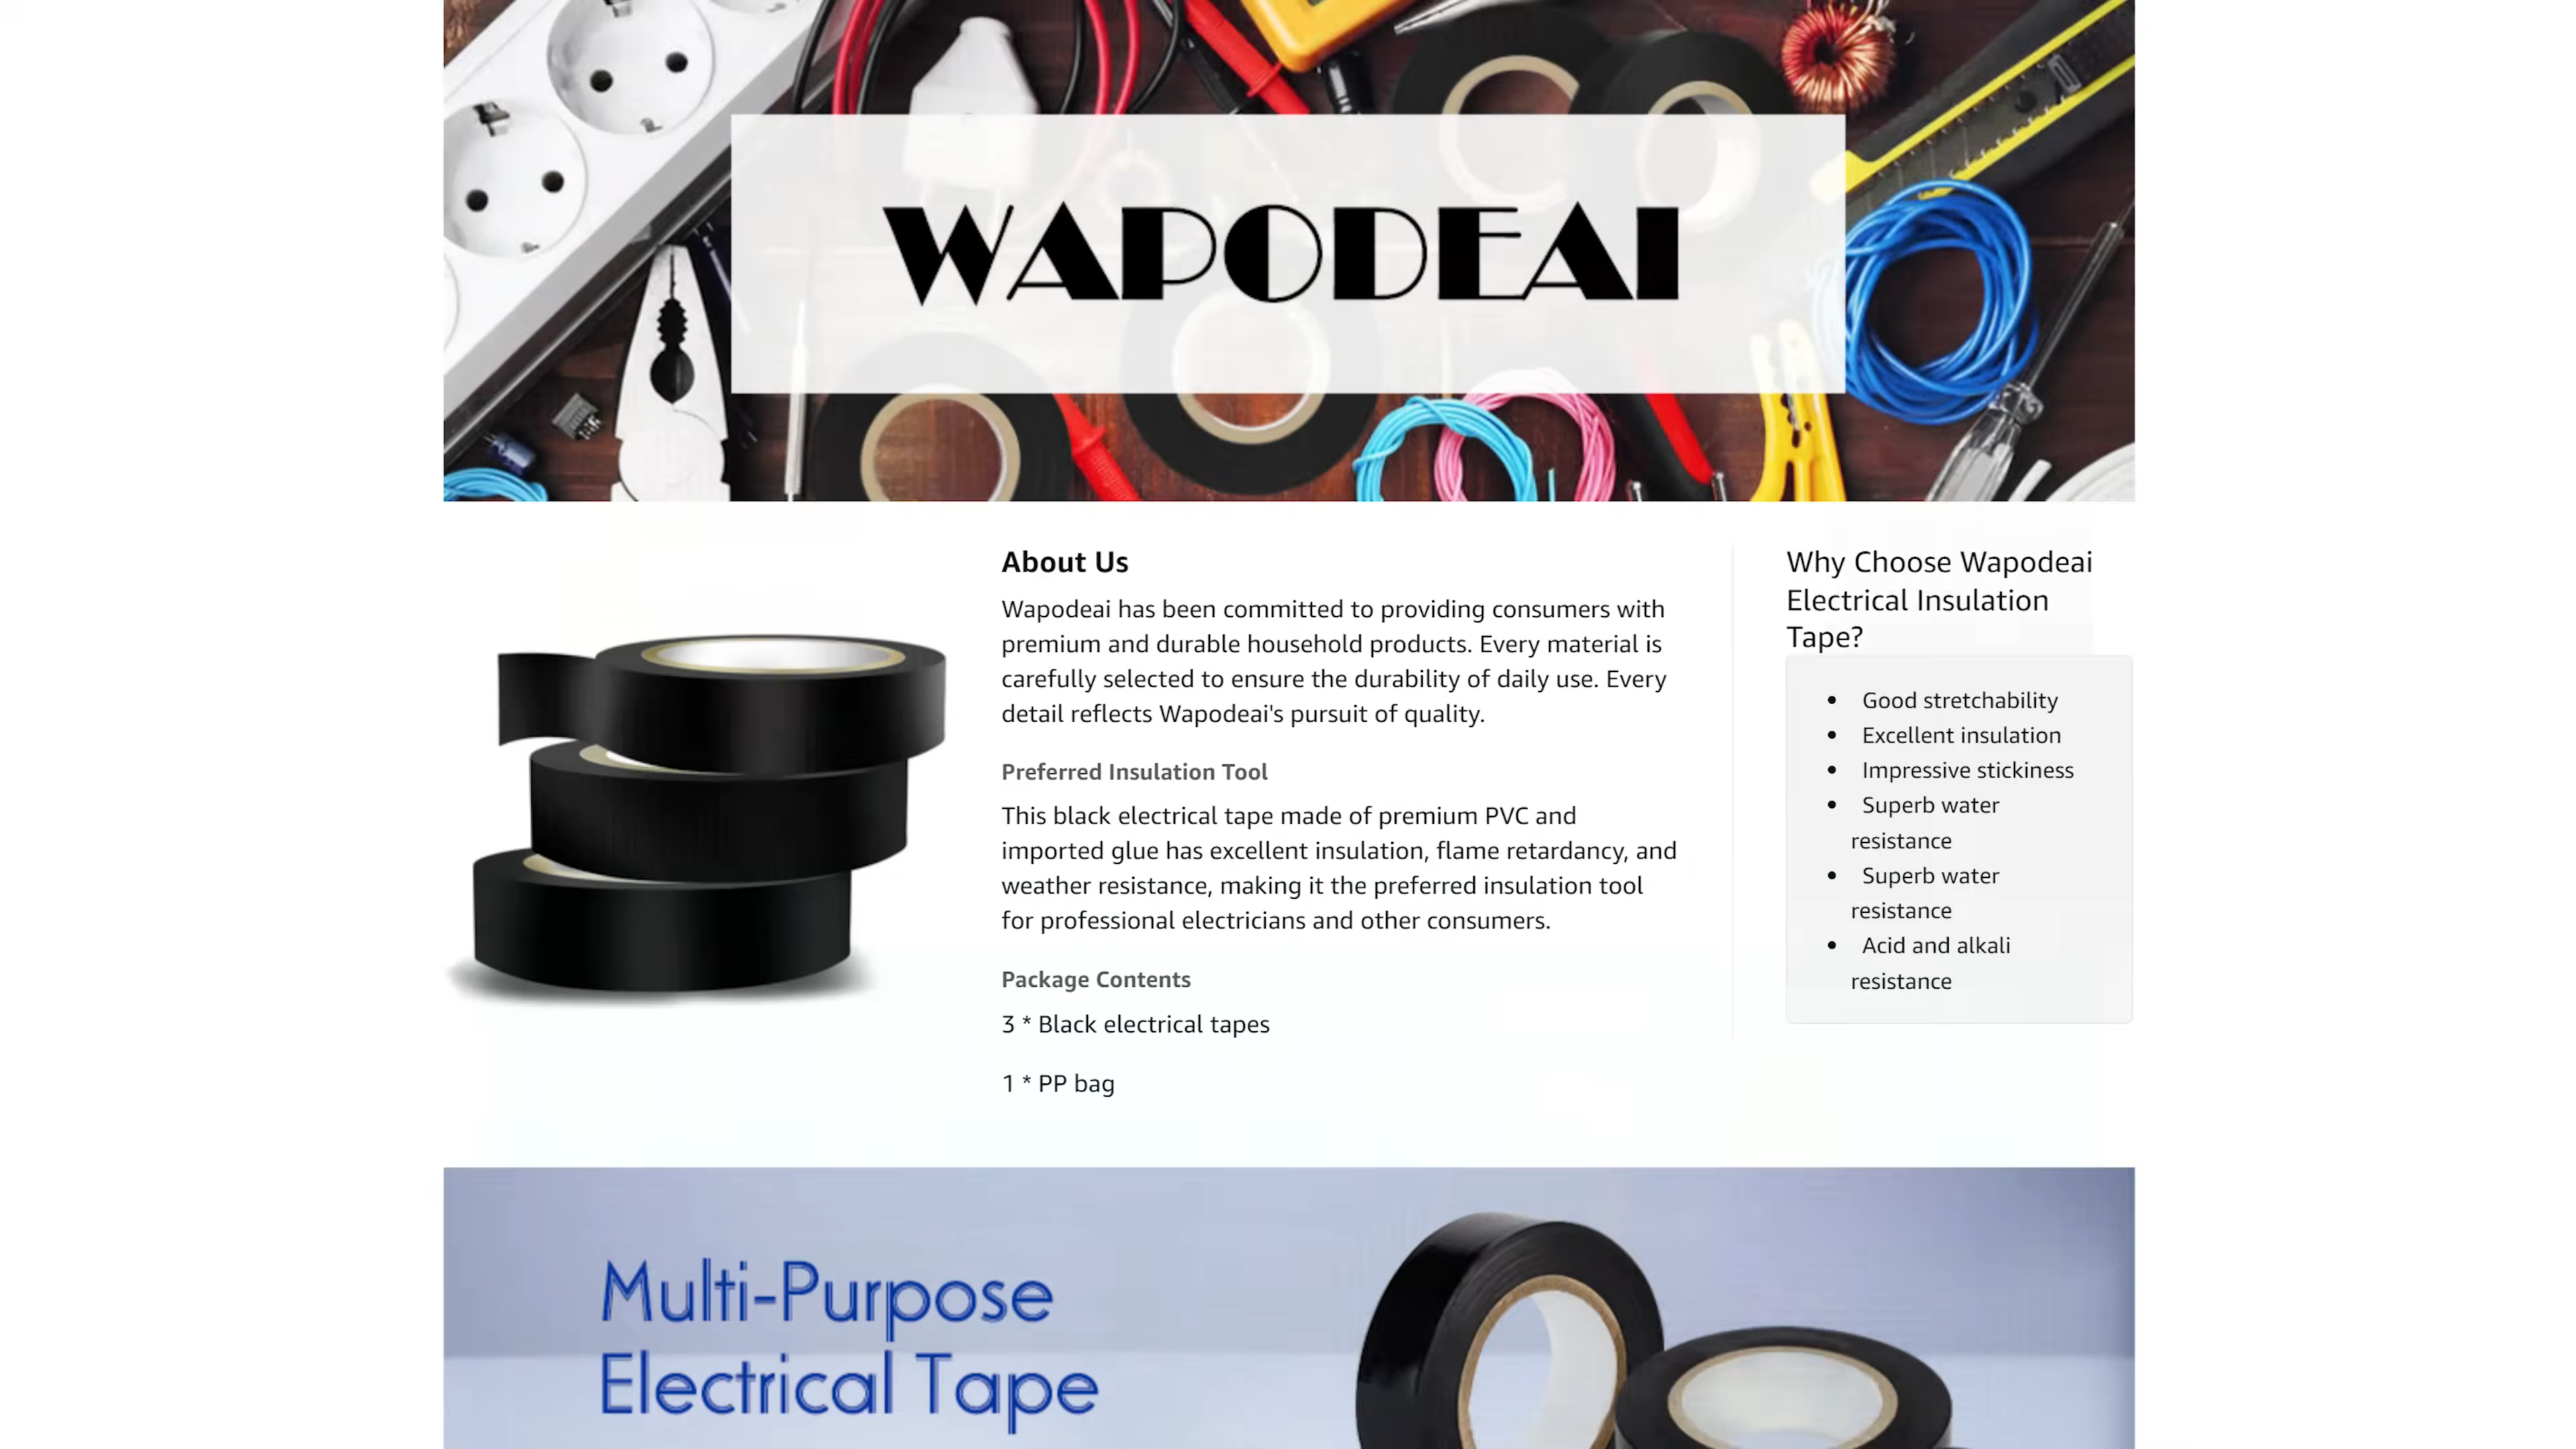 WAPODEAI
About Us
Wapodeai has been committed to providing consumers with
premium and durable household products. Every material is
carefully selected to ensure the durability of daily use. Every
detail reflects Wapodeai's pursuit of quality.
Preferred Insulation Tool
This black electrical tape made of premium PVC and
imported glue has excellent insulation, flame retardancy, and
weather resistance, making it the preferred insulation tool
for professional electricians and other consumers.
Package Contents
3 * Black electrical tapes
1 * PP bag
Why Choose Wapodeai
Electrical Insulation
Tape?
• Good stretchability
• Excellent insulation
• Impressive stickiness
• Superb water
resistance
• Superb water
resistance
• Acid and alkali
resistance
Multi-Purpose
Electrical Tape